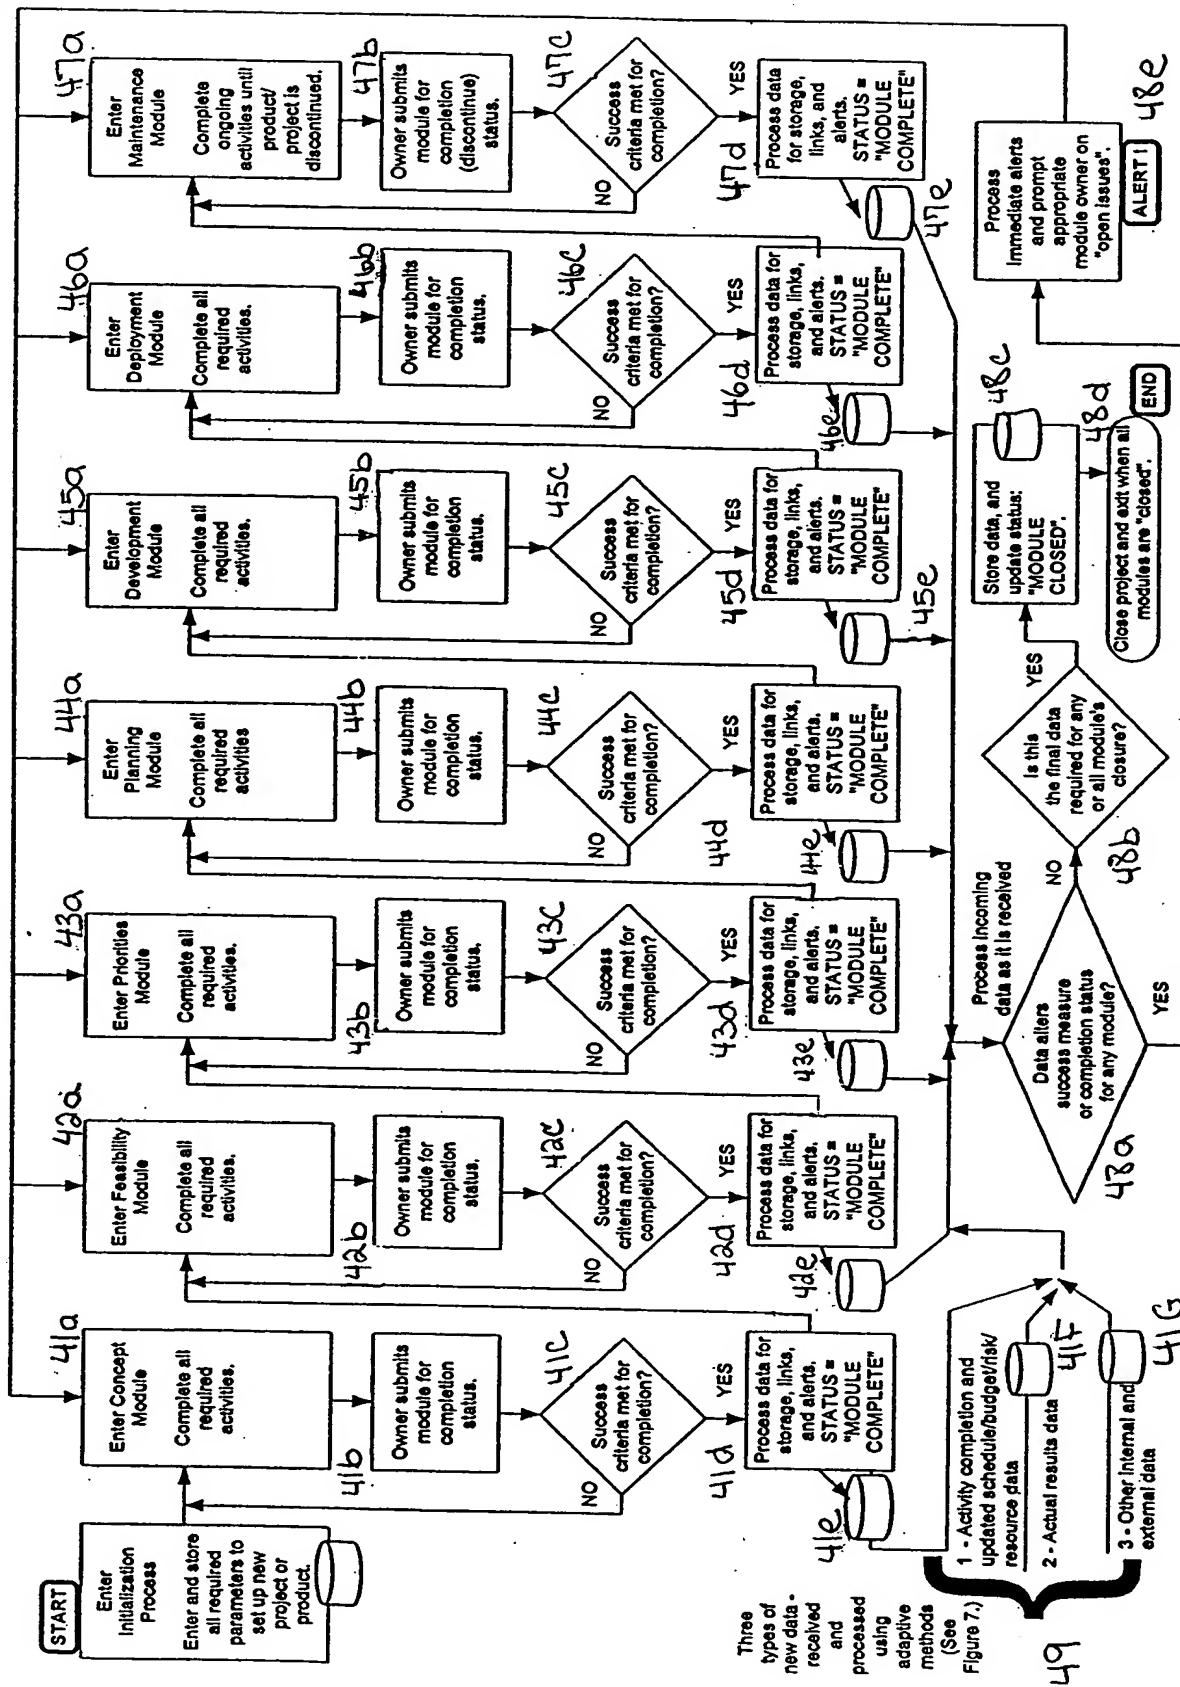 START
Enter
Initialization
Process
Enter and store
all required
parameters to
set up new
project or
product.
41a
Enter Concept
Module
Complete all
required
activities.
41b
Owner submits
module for
completion
status.
41c
Success
criteria met for
completion?
NO
YES
41d
Process data for
storage, links,
and alerts.
STATUS =
"MODULE
COMPLETE"
41e
42a
Enter Feasibility
Module
Complete all
required
activities.
42b
Owner submits
module for
completion
status.
42c
Success
criteria met for
completion?
NO
YES
42d
Process data for
storage, links,
and alerts.
STATUS =
"MODULE
COMPLETE"
42e
43a
Enter Priorities
Module
Complete all
required
activities.
43b
Owner submits
module for
completion
status.
43c
Success
criteria met for
completion?
NO
YES
43d
Process data for
storage, links,
and alerts.
STATUS =
"MODULE
COMPLETE"
43e
44a
Enter
Planning
Module
Complete all
required
activities
44b
Owner submits
module for
completion
status.
44c
Success
criteria met for
completion?
NO
YES
44d
Process data for
storage, links,
and alerts.
STATUS =
"MODULE
COMPLETE"
44e
45a
Enter
Development
Module
Complete all
required
activities.
45b
Owner submits
module for
completion
status.
45c
Success
criteria met for
completion?
NO
YES
45d
Process data for
storage, links,
and alerts.
STATUS =
"MODULE
COMPLETE"
45e
46a
Enter
Deployment
Module
Complete all
required
activities.
46b
Owner submits
module for
completion
status.
46c
Success
criteria met for
completion?
NO
YES
46d
Process data for
storage, links,
and alerts.
STATUS =
"MODULE
COMPLETE"
46e
47a
Enter
Maintenance
Module
Complete
ongoing
activities until
product/
project is
discontinued.
47b
Owner submits
module for
completion
(discontinue)
status.
47c
Success
criteria met for
completion?
NO
YES
47d
Process data
for storage,
links, and
alerts.
STATUS =
"MODULE
COMPLETE"
47e
Three
types of
new data -
received
and
processed
using
adaptive
methods
(See
Figure 7.)
49
1 - Activity completion and
updated schedule/budget/risk/
resource data
2 - Actual results data
41F
3 - Other Internal and
external data
41G
Process incoming
data as it is received
Data alters
success measure
or completion status
for any module?
48a
NO
YES
Is this
the final data
required for any
or all module's
closure?
48b
YES
Store data, and
update status:
"MODULE
CLOSED".
48c
48d
Close project and exit when all
modules are "closed".
END
Process
Immediate alerts
and prompt
appropriate
module owner on
"open issues".
ALERT !
48e